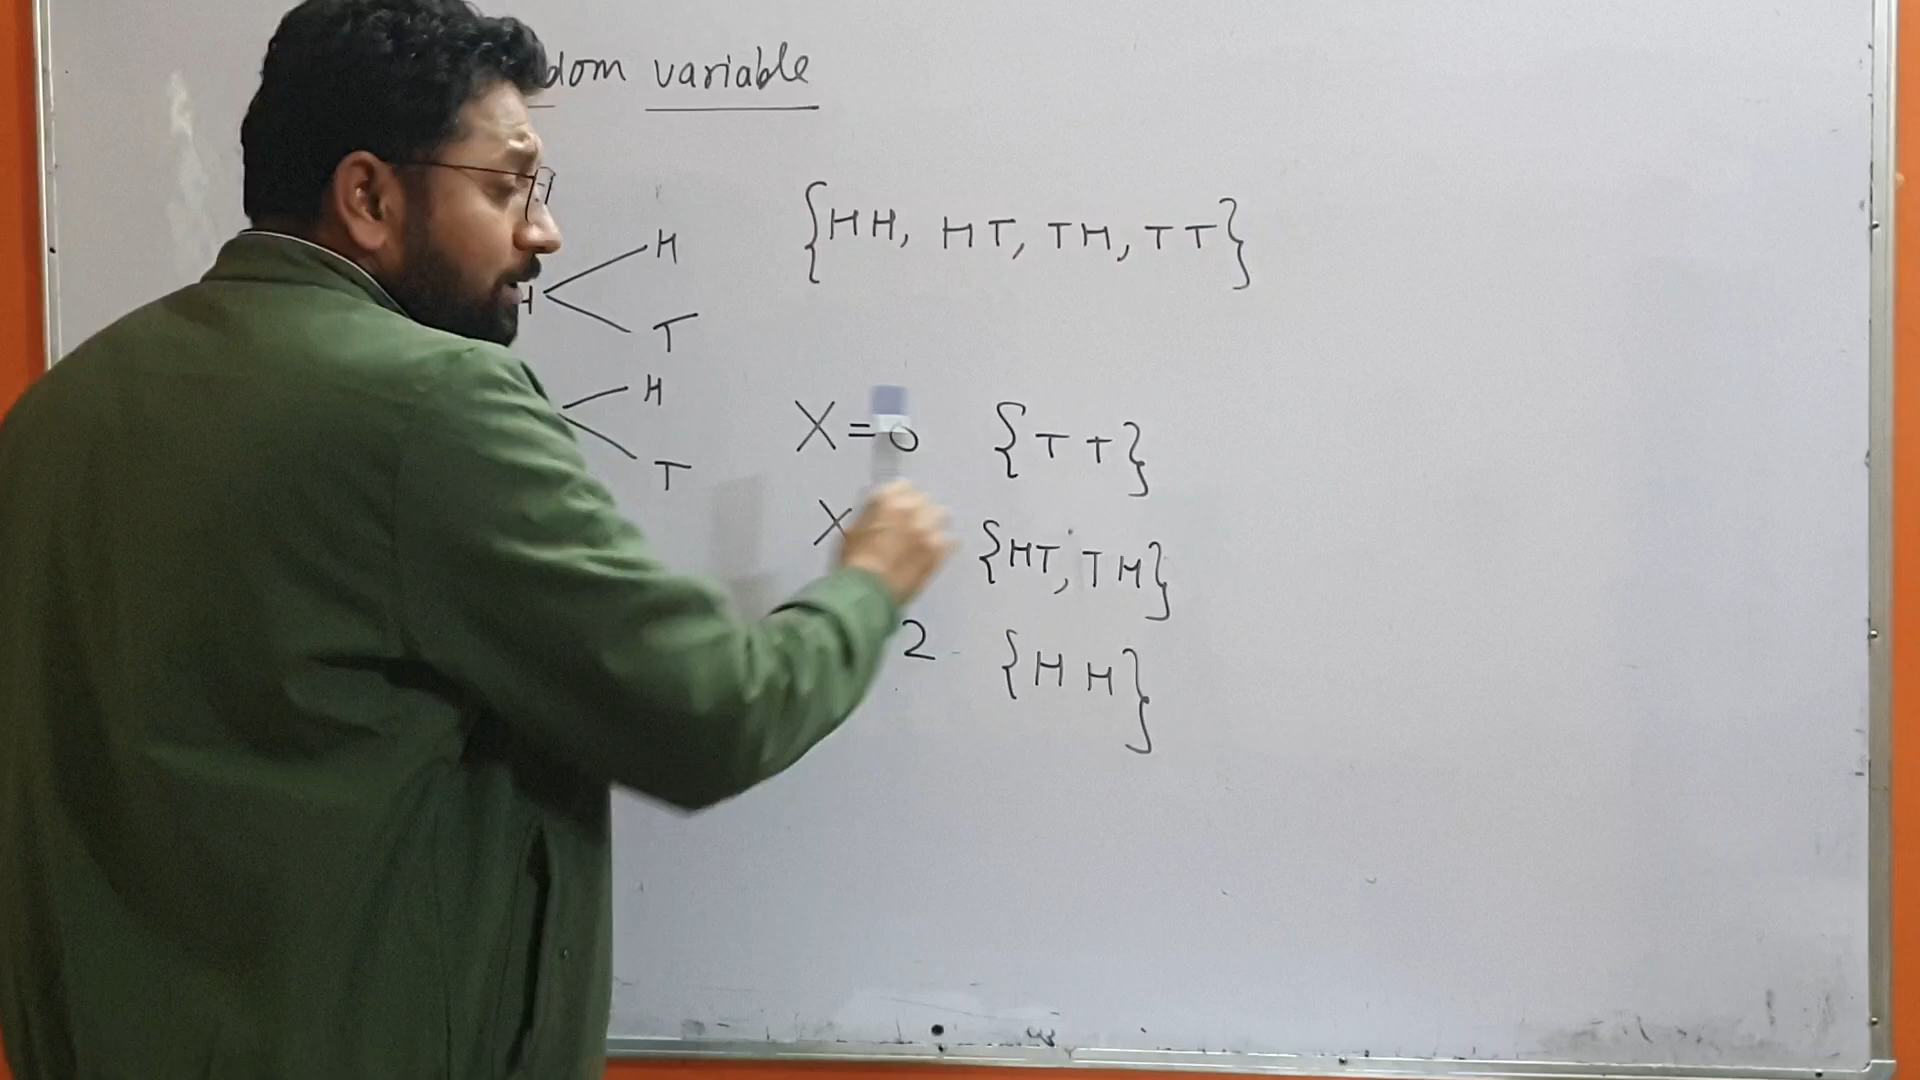 dom variable
{HH, HT, TH, TT}
H
H
T
H
T
X=0 {TT}
X {HT, TH}
2 {HH}